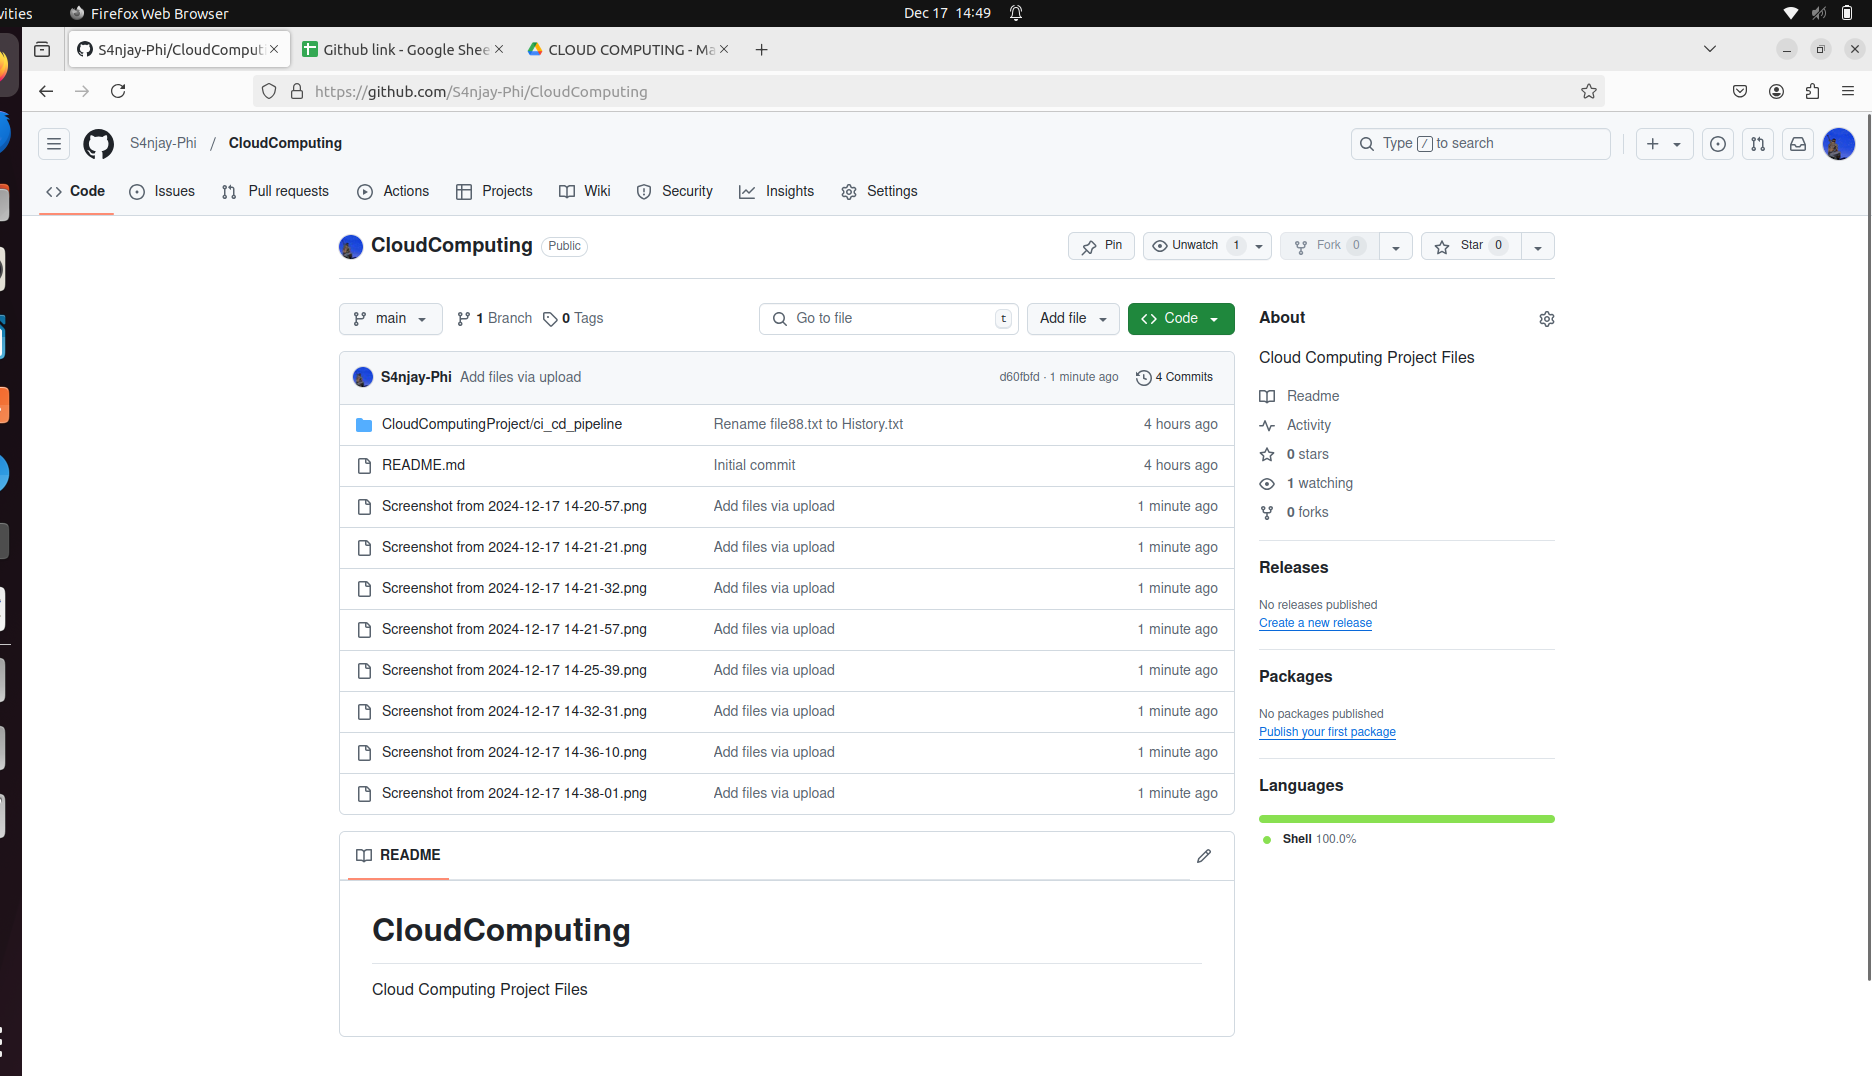 vities Firefox Web Browser Dec 17 14:49
S4njay-Phi/CloudComput Github link - Google Shee CLOUD COMPUTING - Ma
https://github.com/S4njay-Phi/CloudComputing
S4njay-Phi / CloudComputing Type / to search
Code Issues Pull requests Actions Projects Wiki Security Insights Settings
CloudComputing Public Pin Unwatch 1 Fork 0 Star 0
main 1 Branch 0 Tags Go to file t Add file Code
S4njay-Phi Add files via upload d60fbfd · 1 minute ago 4 Commits
CloudComputingProject/ci_cd_pipeline Rename file88.txt to History.txt 4 hours ago
README.md Initial commit 4 hours ago
Screenshot from 2024-12-17 14-20-57.png Add files via upload 1 minute ago
Screenshot from 2024-12-17 14-21-21.png Add files via upload 1 minute ago
Screenshot from 2024-12-17 14-21-32.png Add files via upload 1 minute ago
Screenshot from 2024-12-17 14-21-57.png Add files via upload 1 minute ago
Screenshot from 2024-12-17 14-25-39.png Add files via upload 1 minute ago
Screenshot from 2024-12-17 14-32-31.png Add files via upload 1 minute ago
Screenshot from 2024-12-17 14-36-10.png Add files via upload 1 minute ago
Screenshot from 2024-12-17 14-38-01.png Add files via upload 1 minute ago
README
CloudComputing
Cloud Computing Project Files
About
Cloud Computing Project Files
Readme
Activity
0 stars
1 watching
0 forks
Releases
No releases published
Create a new release
Packages
No packages published
Publish your first package
Languages
Shell 100.0%